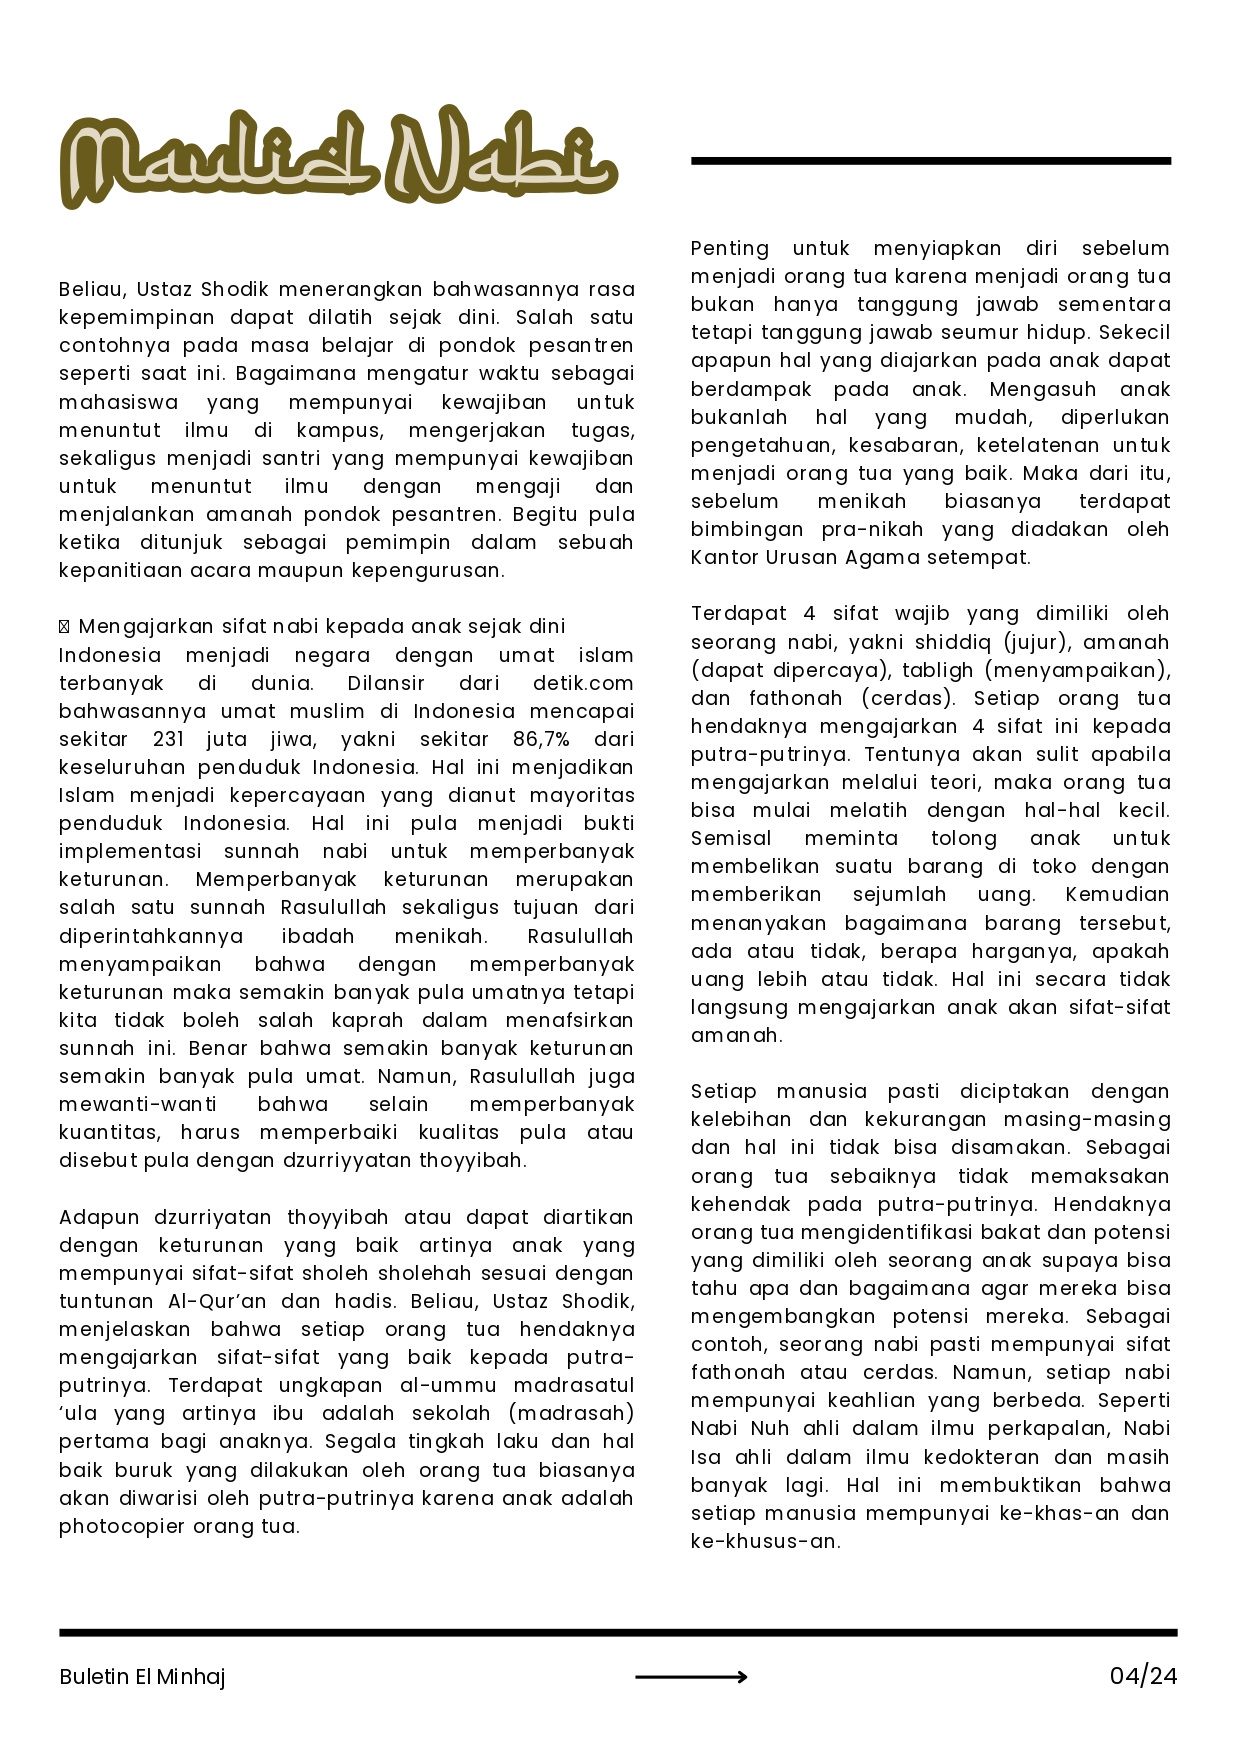 Maulid Nabi
Beliau, Ustaz Shodik menerangkan bahwasannya rasa
kepemimpinan dapat dilatih sejak dini. Salah satu
contohnya pada masa belajar di pondok pesantren
seperti saat ini. Bagaimana mengatur waktu sebagai
mahasiswa yang mempunyai kewajiban untuk
menuntut ilmu di kampus, mengerjakan tugas,
sekaligus menjadi santri yang mempunyai kewajiban
untuk menuntut ilmu dengan mengaji dan
menjalankan amanah pondok pesantren. Begitu pula
ketika ditunjuk sebagai pemimpin dalam sebuah
kepanitiaan acara maupun kepengurusan.
Mengajarkan sifat nabi kepada anak sejak dini
Indonesia menjadi negara dengan umat islam
terbanyak di dunia. Dilansir dari detik.com
bahwasannya umat muslim di Indonesia mencapai
sekitar 231 juta jiwa, yakni sekitar 86,7% dari
keseluruhan penduduk Indonesia. Hal ini menjadikan
Islam menjadi kepercayaan yang dianut mayoritas
penduduk Indonesia. Hal ini pula menjadi bukti
implementasi sunnah nabi untuk memperbanyak
keturunan. Memperbanyak keturunan merupakan
salah satu sunnah Rasulullah sekaligus tujuan dari
diperintahkannya ibadah menikah. Rasulullah
menyampaikan bahwa dengan memperbanyak
keturunan maka semakin banyak pula umatnya tetapi
kita tidak boleh salah kaprah dalam menafsirkan
sunnah ini. Benar bahwa semakin banyak keturunan
semakin banyak pula umat. Namun, Rasulullah juga
mewanti-wanti bahwa selain memperbanyak
kuantitas, harus memperbaiki kualitas pula atau
disebut pula dengan dzurriyyatan thoyyibah.
Adapun dzurriyatan thoyyibah atau dapat diartikan
dengan keturunan yang baik artinya anak yang
mempunyai sifat-sifat sholeh sholehah sesuai dengan
tuntunan Al-Qur’an dan hadis. Beliau, Ustaz Shodik,
menjelaskan bahwa setiap orang tua hendaknya
mengajarkan sifat-sifat yang baik kepada putra-
putrinya. Terdapat ungkapan al-ummu madrasatul
‘ula yang artinya ibu adalah sekolah (madrasah)
pertama bagi anaknya. Segala tingkah laku dan hal
baik buruk yang dilakukan oleh orang tua biasanya
akan diwarisi oleh putra-putrinya karena anak adalah
photocopier orang tua.
Penting untuk menyiapkan diri sebelum
menjadi orang tua karena menjadi orang tua
bukan hanya tanggung jawab sementara
tetapi tanggung jawab seumur hidup. Sekecil
apapun hal yang diajarkan pada anak dapat
berdampak pada anak. Mengasuh anak
bukanlah hal yang mudah, diperlukan
pengetahuan, kesabaran, ketelatenan untuk
menjadi orang tua yang baik. Maka dari itu,
sebelum menikah biasanya terdapat
bimbingan pra-nikah yang diadakan oleh
Kantor Urusan Agama setempat.
Terdapat 4 sifat wajib yang dimiliki oleh
seorang nabi, yakni shiddiq (jujur), amanah
(dapat dipercaya), tabligh (menyampaikan),
dan fathonah (cerdas). Setiap orang tua
hendaknya mengajarkan 4 sifat ini kepada
putra-putrinya. Tentunya akan sulit apabila
mengajarkan melalui teori, maka orang tua
bisa mulai melatih dengan hal-hal kecil.
Semisal meminta tolong anak untuk
membelikan suatu barang di toko dengan
memberikan sejumlah uang. Kemudian
menanyakan bagaimana barang tersebut,
ada atau tidak, berapa harganya, apakah
uang lebih atau tidak. Hal ini secara tidak
langsung mengajarkan anak akan sifat-sifat
amanah.
Setiap manusia pasti diciptakan dengan
kelebihan dan kekurangan masing-masing
dan hal ini tidak bisa disamakan. Sebagai
orang tua sebaiknya tidak memaksakan
kehendak pada putra-putrinya. Hendaknya
orang tua mengidentifikasi bakat dan potensi
yang dimiliki oleh seorang anak supaya bisa
tahu apa dan bagaimana agar mereka bisa
mengembangkan potensi mereka. Sebagai
contoh, seorang nabi pasti mempunyai sifat
fathonah atau cerdas. Namun, setiap nabi
mempunyai keahlian yang berbeda. Seperti
Nabi Nuh ahli dalam ilmu perkapalan, Nabi
Isa ahli dalam ilmu kedokteran dan masih
banyak lagi. Hal ini membuktikan bahwa
setiap manusia mempunyai ke-khas-an dan
ke-khusus-an.
Buletin El Minhaj
04/24